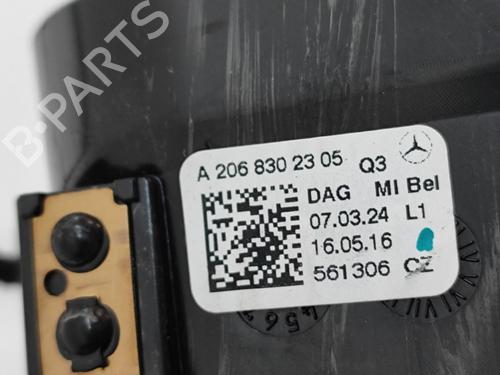 B-PARTS
A 206 830 23 05 Q3
DAG MI Bel
07.03.24 L1
16.05.16
561306 CZ